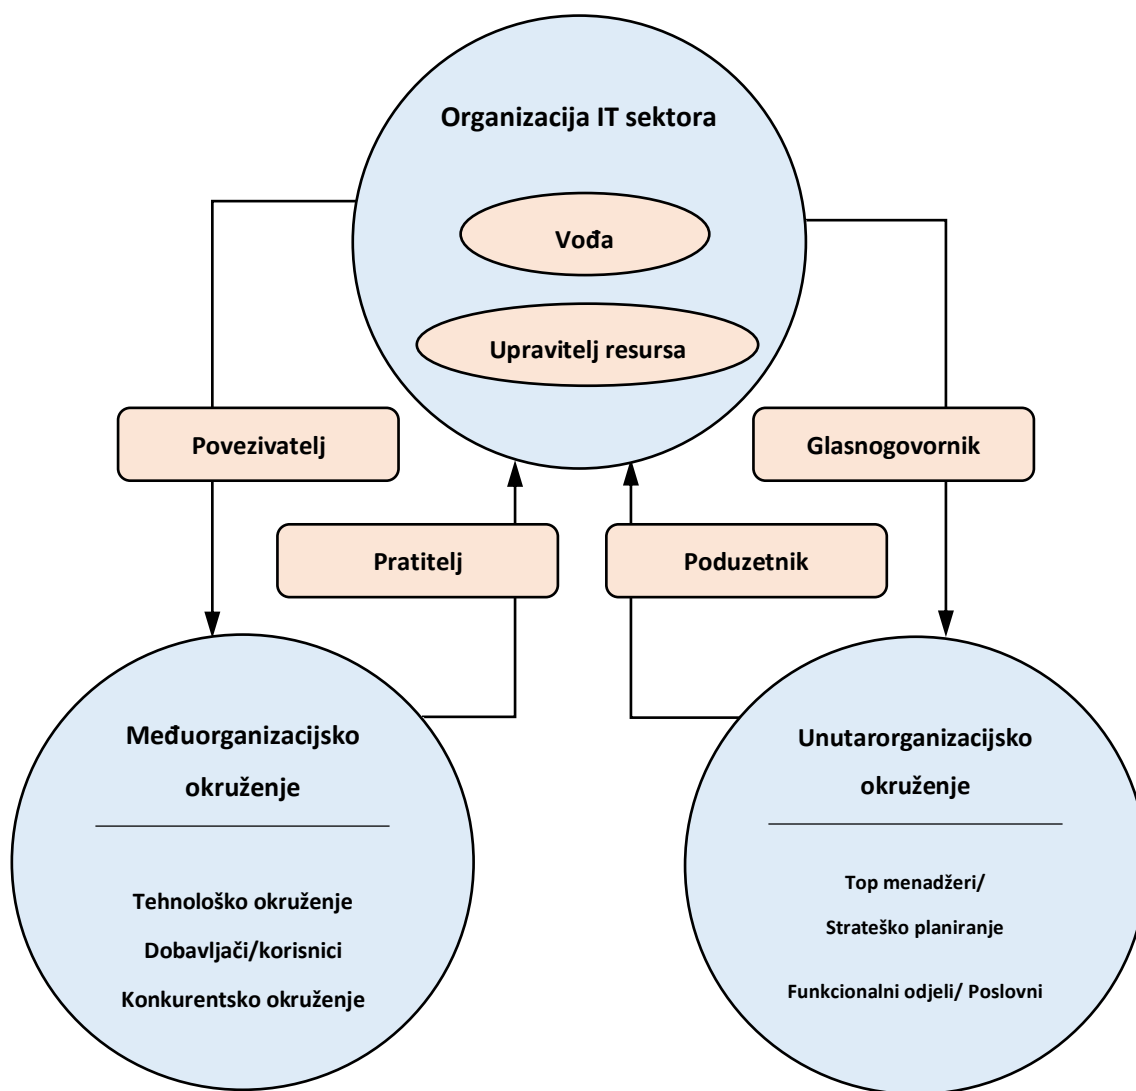 Organizacija IT sektora
Vođa
Upravitelj resursa
Povezivatelj
Glasnogovornik
Pratitelj
Poduzetnik
Međuorganizacijsko
okruženje
Tehnološko okruženje
Dobavljači/korisnici
Konkurentsko okruženje
Unutarorganizacijsko
okruženje
Top menadžeri/
Strateško planiranje
Funkcionalni odjeli/ Poslovni